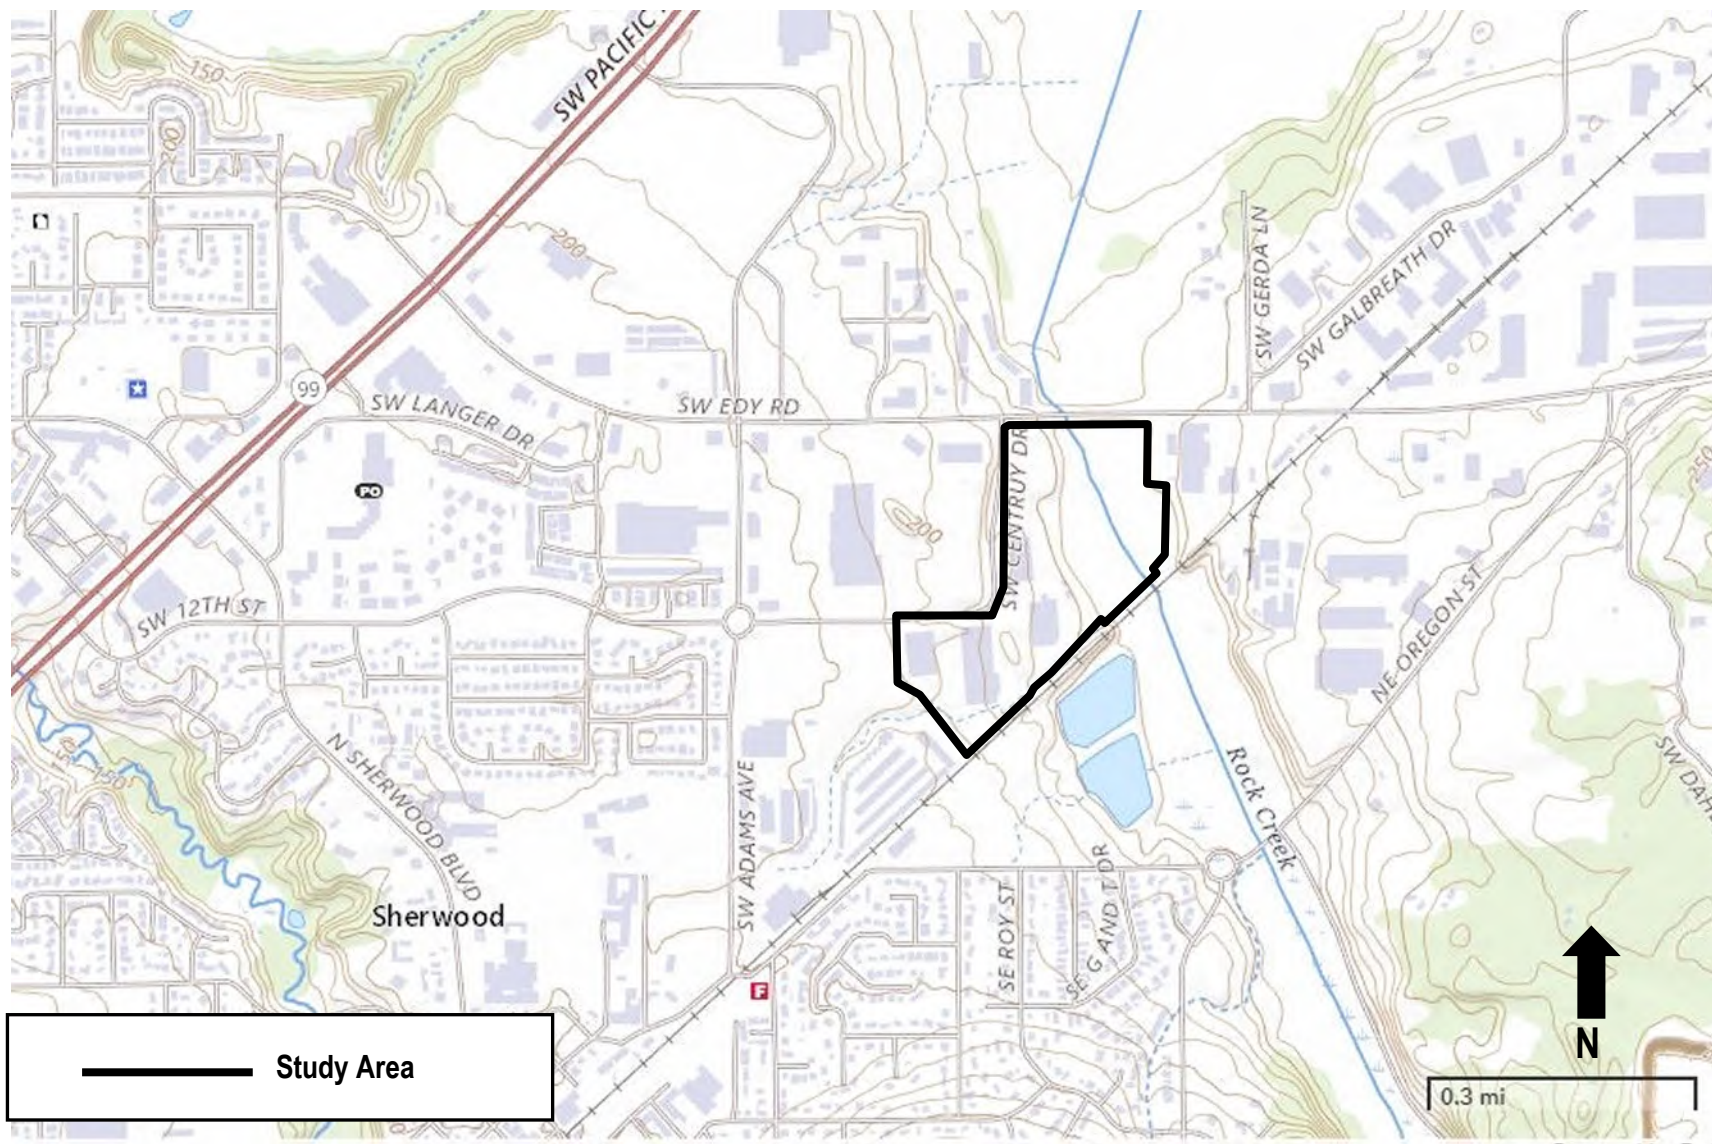 SW PACIFIC
150
200
200
SW GERDA LN
SW GALBREATH DR
99
SW LANGER DR
SW EDY RD
SW CENTRUY DR
250
PO
200
SW 12TH ST
NE OREGON ST
N SHERWOOD BLVD
150
SW ADAMS AVE
Rock Creek
SW DAH
Sherwood
SE ROY ST
SE G AND T DR
F
N
Study Area
0.3 mi